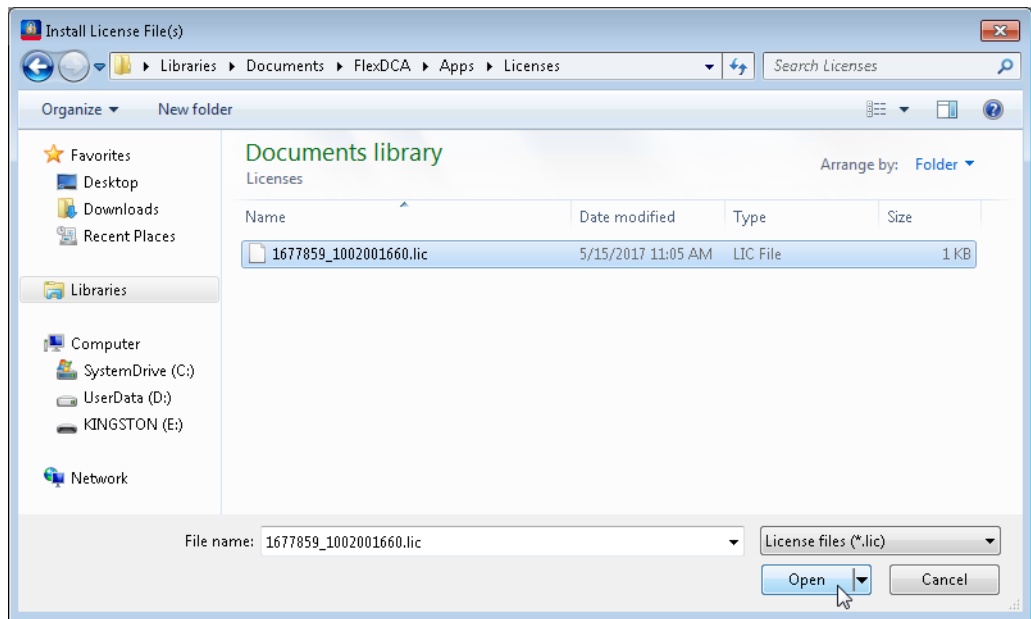 Install License File(s)
Libraries Documents FlexDCA Apps Licenses Search Licenses
Organize New folder
Favorites
Desktop
Downloads
Recent Places
Libraries
Computer
SystemDrive (C:)
UserData (D:)
KINGSTON (E:)
Network
Documents library
Licenses
Arrange by: Folder
Name Date modified Type Size
1677859_1002001660.lic 5/15/2017 11:05 AM LIC File 1 KB
File name: 1677859_1002001660.lic License files (*.lic)
Open Cancel